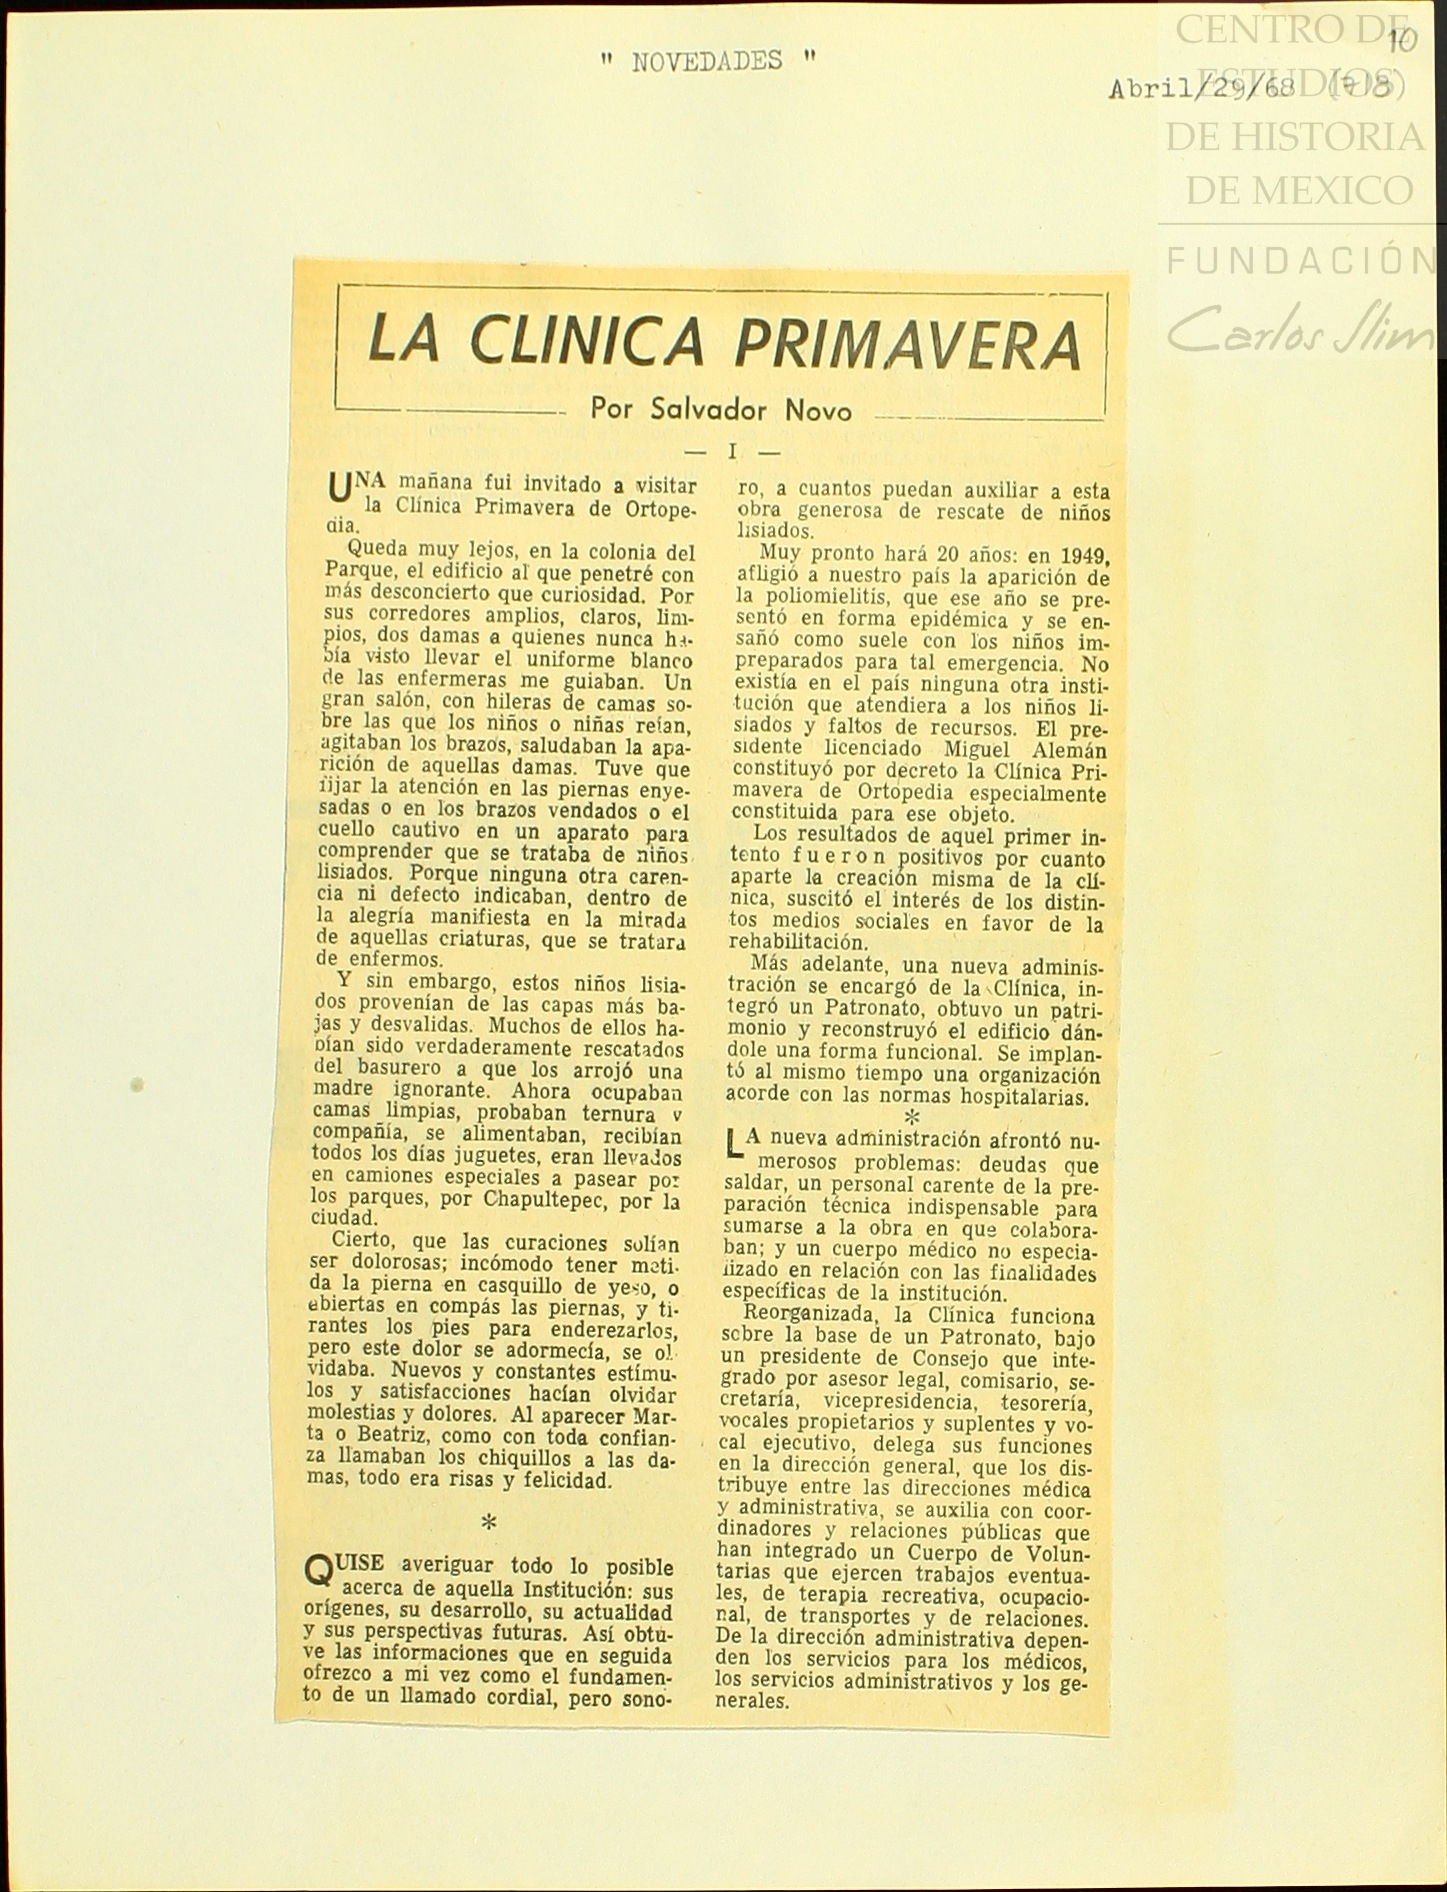 " NOVEDADES "
10
Abril/29/68
CENTRO DE
ESTUDIOS
DE HISTORIA
DE MEXICO
FUNDACIÓN
Carlos Slim
LA CLINICA PRIMAVERA
Por Salvador Novo
— I —
UNA mañana fui invitado a visitar
la Clínica Primavera de Ortope-
dia.
Queda muy lejos, en la colonia del
Parque, el edificio al que penetré con
más desconcierto que curiosidad. Por
sus corredores amplios, claros, lim-
pios, dos damas a quienes nunca ha-
bía visto llevar el uniforme blanco
de las enfermeras me guiaban. Un
gran salón, con hileras de camas so-
bre las que los niños o niñas reían,
agitaban los brazos, saludaban la apa-
rición de aquellas damas. Tuve que
fijar la atención en las piernas enye-
sadas o en los brazos vendados o el
cuello cautivo en un aparato para
comprender que se trataba de niños
lisiados. Porque ninguna otra caren-
cia ni defecto indicaban, dentro de
la alegría manifiesta en la mirada
de aquellas criaturas, que se tratara
de enfermos.
Y sin embargo, estos niños lisia-
dos provenían de las capas más ba-
jas y desvalidas. Muchos de ellos ha-
bían sido verdaderamente rescatados
del basurero a que los arrojó una
madre ignorante. Ahora ocupaban
camas limpias, probaban ternura y
compañía, se alimentaban, recibían
todos los días juguetes, eran llevados
en camiones especiales a pasear por
los parques, por Chapultepec, por la
ciudad.
Cierto, que las curaciones solían
ser dolorosas; incómodo tener meti-
da la pierna en casquillo de yeso, o
abiertas en compás las piernas, y ti-
rantes los pies para enderezarlos,
pero este dolor se adormecía, se ol-
vidaba. Nuevos y constantes estímu-
los y satisfacciones hacían olvidar
molestias y dolores. Al aparecer Mar-
ta o Beatriz, como con toda confian-
za llamaban los chiquillos a las da-
mas, todo era risas y felicidad.
*
QUISE averiguar todo lo posible
acerca de aquella Institución: sus
orígenes, su desarrollo, su actualidad
y sus perspectivas futuras. Así obtu-
ve las informaciones que en seguida
ofrezco a mi vez como el fundamen-
to de un llamado cordial, pero sono-
ro, a cuantos puedan auxiliar a esta
obra generosa de rescate de niños
lisiados.
Muy pronto hará 20 años: en 1949,
afligió a nuestro país la aparición de
la poliomielitis, que ese año se pre-
sentó en forma epidémica y se en-
sañó como suele con los niños im-
preparados para tal emergencia. No
existía en el país ninguna otra insti-
tución que atendiera a los niños li-
siados y faltos de recursos. El pre-
sidente licenciado Miguel Alemán
constituyó por decreto la Clínica Pri-
mavera de Ortopedia especialmente
constituida para ese objeto.
Los resultados de aquel primer in-
tento fueron positivos por cuanto
aparte la creación misma de la clí-
nica, suscitó el interés de los distin-
tos medios sociales en favor de la
rehabilitación.
Más adelante, una nueva adminis-
tración se encargó de la Clínica, in-
tegró un Patronato, obtuvo un patri-
monio y reconstruyó el edificio dán-
dole una forma funcional. Se implan-
tó al mismo tiempo una organización
acorde con las normas hospitalarias.
*
LA nueva administración afrontó nu-
merosos problemas: deudas que
saldar, un personal carente de la pre-
paración técnica indispensable para
sumarse a la obra en que colabora-
ban; y un cuerpo médico no especia-
lizado en relación con las finalidades
específicas de la institución.
Reorganizada, la Clínica funciona
sobre la base de un Patronato, bajo
un presidente de Consejo que inte-
grado por asesor legal, comisario, se-
cretaría, vicepresidencia, tesorería,
vocales propietarios y suplentes y vo-
cal ejecutivo, delega sus funciones
en la dirección general, que los dis-
tribuye entre las direcciones médica
y administrativa, se auxilia con coor-
dinadores y relaciones públicas que
han integrado un Cuerpo de Volun-
tarias que ejercen trabajos eventua-
les, de terapia recreativa, ocupacio-
nal, de transportes y de relaciones.
De la dirección administrativa depen-
den los servicios para los médicos,
los servicios administrativos y los ge-
nerales.